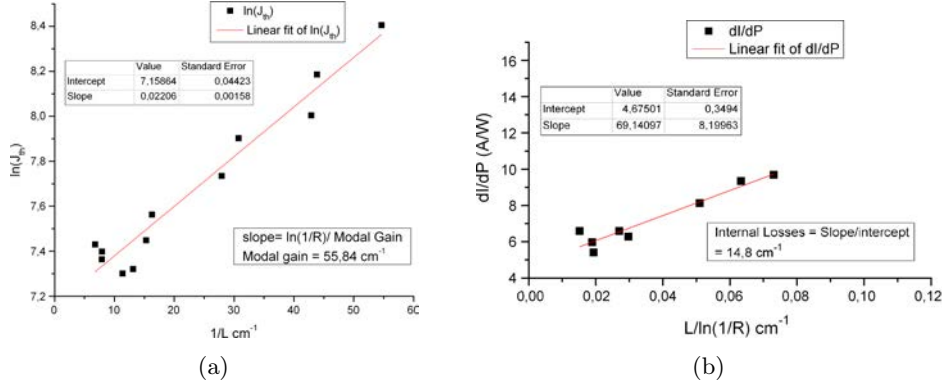 ln(J_th)
Linear fit of ln(J_th)
Value Standard Error
Intercept 7,15864 0,04423
Slope 0,02206 0,00158
slope= ln(1/R)/ Modal Gain
Modal gain = 55,84 cm⁻¹
8,4
8,2
8,0
7,8
7,6
7,4
7,2
ln(J_th)
0 10 20 30 40 50 60
1/L cm⁻¹
(a)
dI/dP
Linear fit of dI/dP
Value Standard Error
Intercept 4,67501 0,3494
Slope 69,14097 8,19963
Internal Losses = Slope/intercept
= 14,8 cm⁻¹
16
14
12
10
8
6
4
dI/dP (A/W)
0,00 0,02 0,04 0,06 0,08 0,10 0,12
L/ln(1/R) cm⁻¹
(b)